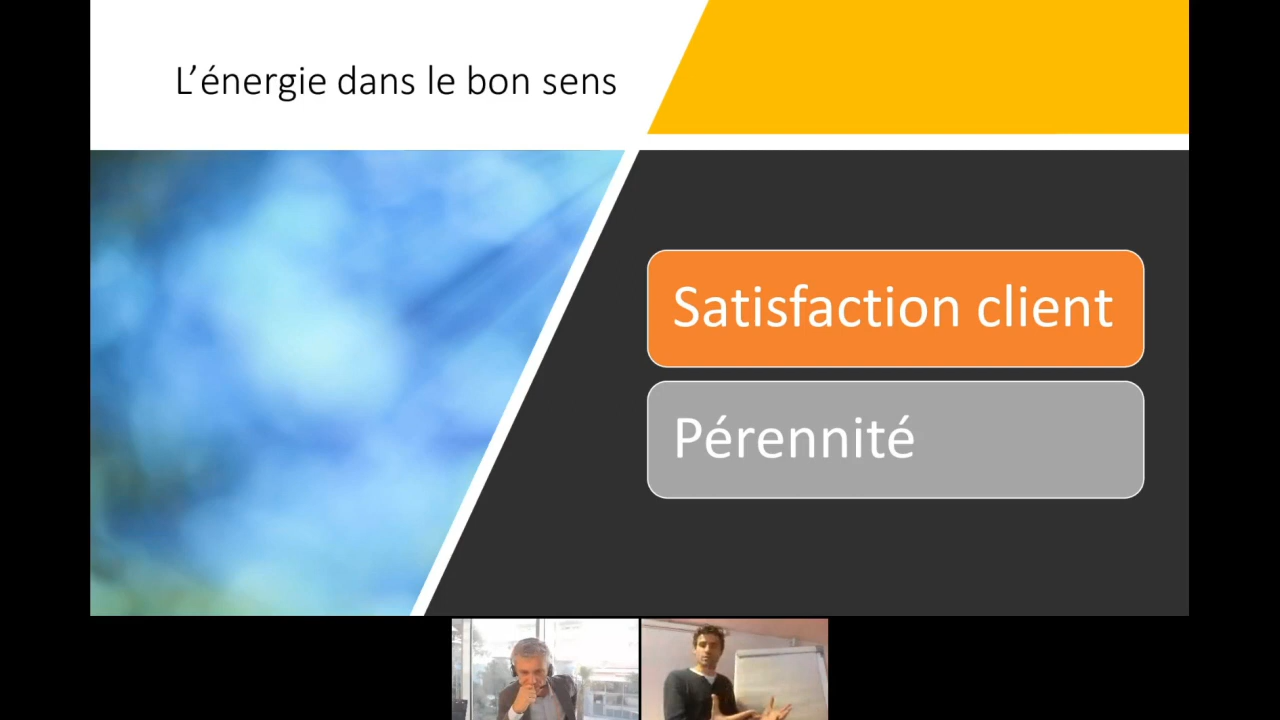 L’énergie dans le bon sens
Satisfaction client
Pérennité